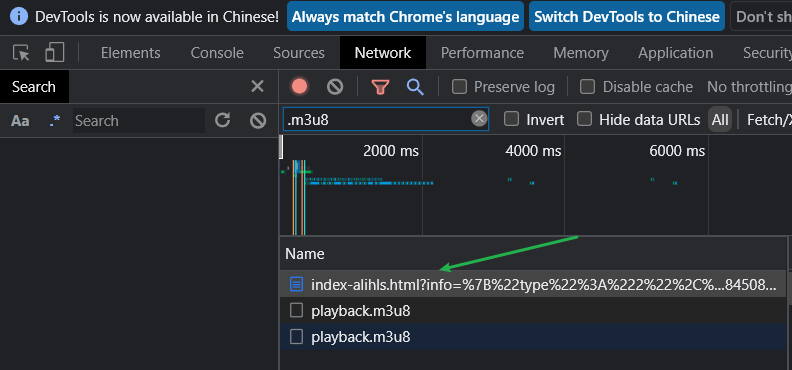 DevTools is now available in Chinese! Always match Chrome's language Switch DevTools to Chinese Don't sh
Elements Console Sources Network Performance Memory Application Security
Search Preserve log Disable cache No throttling
Aa .* Search .m3u8 Invert Hide data URLs All Fetch/X
2000 ms 4000 ms 6000 ms
Name
index-alihls.html?info=%7B%22type%22%3A%222%22%2C%...84508...
playback.m3u8
playback.m3u8